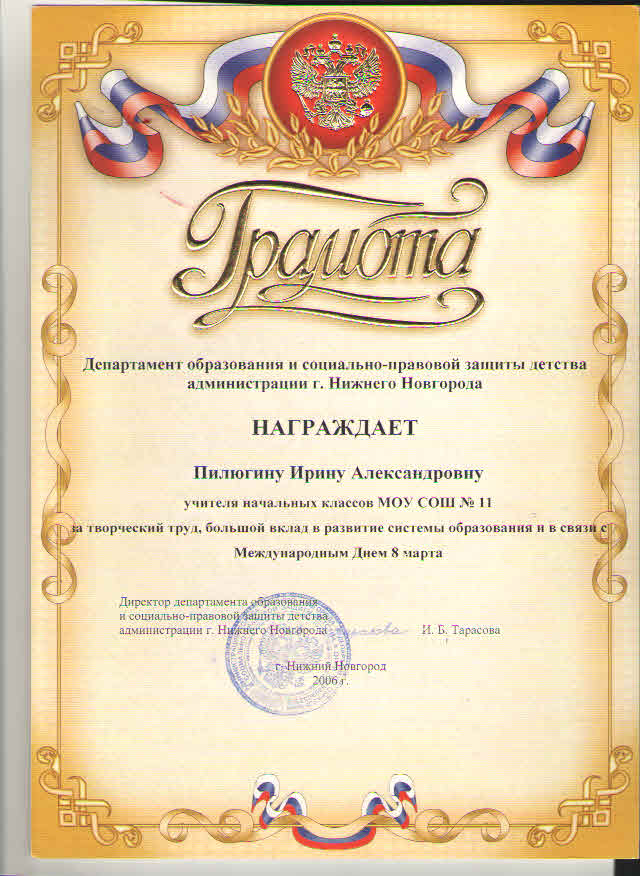 Грамота
Департамент образования и социально-правовой защиты детства
администрации г. Нижнего Новгорода
НАГРАЖДАЕТ
Пилюгину Ирину Александровну
учителя начальных классов МОУ СОШ № 11
за творческий труд, большой вклад в развитие системы образования и в связи с
Международным Днем 8 марта
Директор департамента образования
и социально-правовой защиты детства
администрации г. Нижнего Новгорода И. Б. Тарасова
г. Нижний Новгород
2006 г.